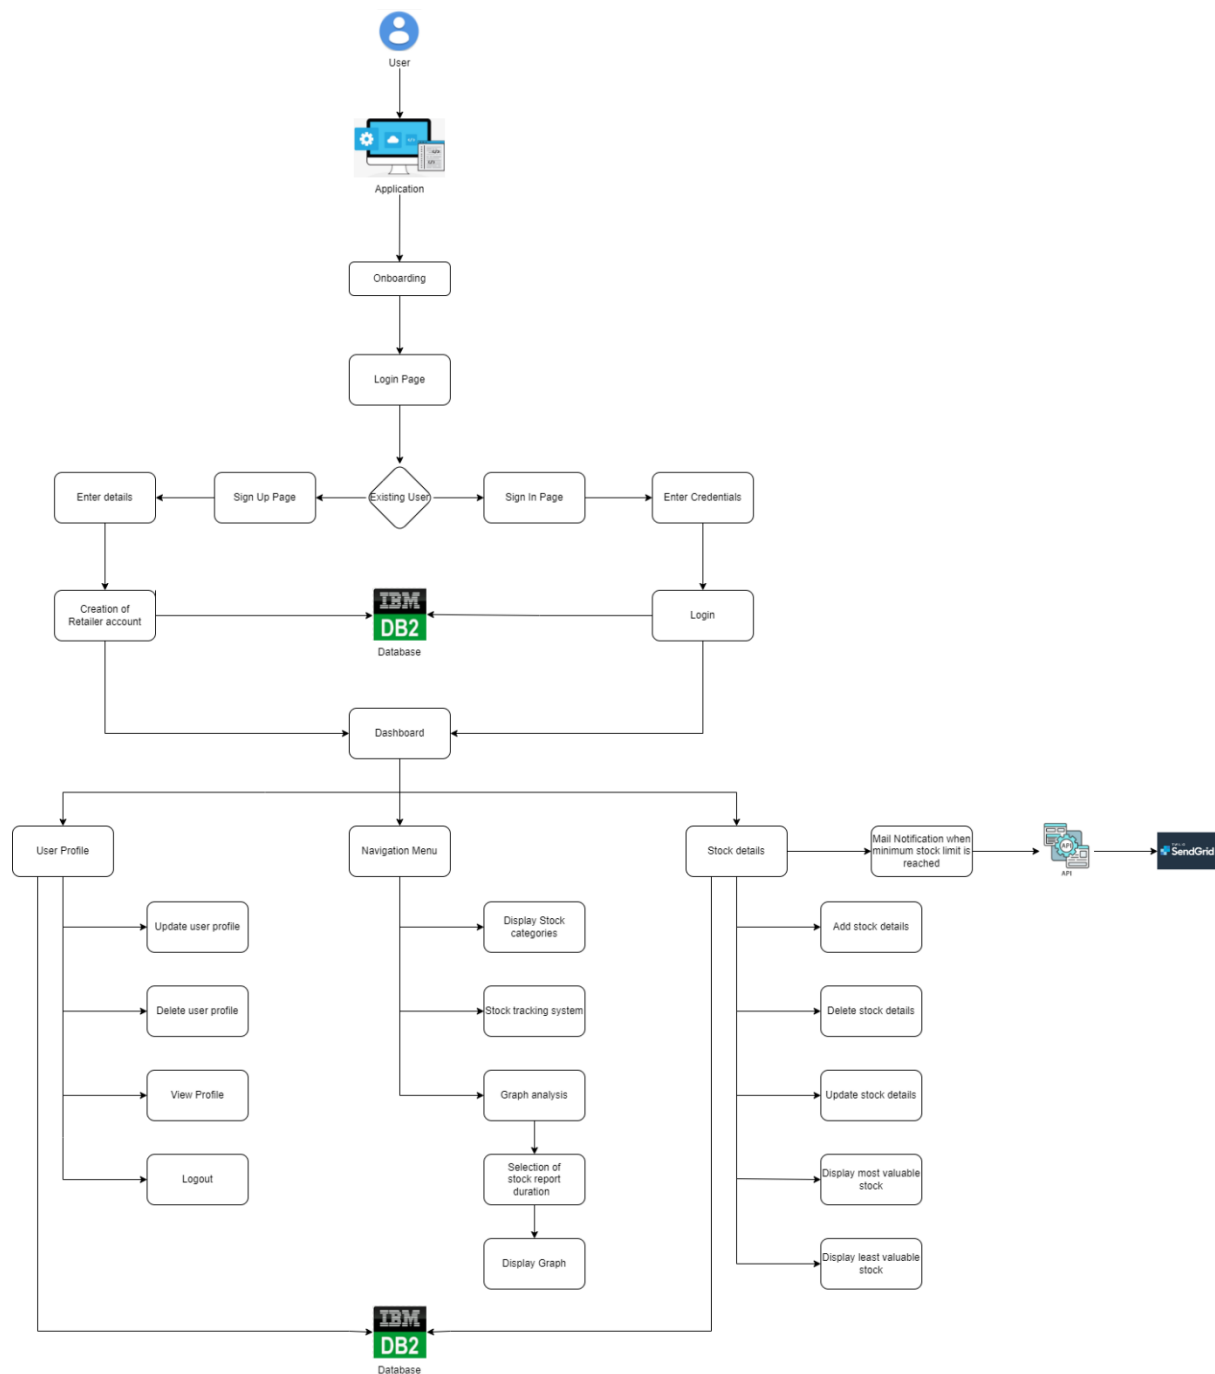 User
Application
Onboarding
Login Page
Enter details
Sign Up Page
Existing User
Sign In Page
Enter Credentials
Creation of
Retailer account
IBM
DB2
Database
Login
Dashboard
User Profile
Navigation Menu
Stock details
Mail Notification when
minimum stock limit is
reached
API
API
SendGrid
Update user profile
Display Stock
categories
Add stock details
Delete user profile
Stock tracking system
Delete stock details
View Profile
Graph analysis
Update stock details
Logout
Selection of
stock report
duration
Display most valuable
stock
Display Graph
Display least valuable
stock
IBM
DB2
Database